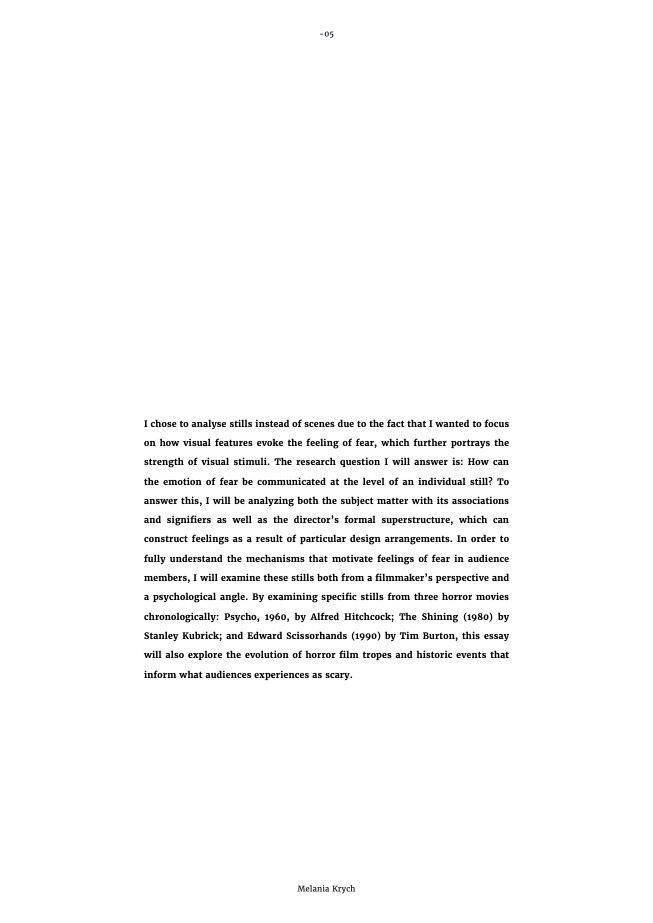 -05
I chose to analyse stills instead of scenes due to the fact that I wanted to focus
on how visual features evoke the feeling of fear, which further portrays the
strength of visual stimuli. The research question I will answer is: How can
the emotion of fear be communicated at the level of an individual still? To
answer this, I will be analyzing both the subject matter with its associations
and signifiers as well as the director's formal superstructure, which can
construct feelings as a result of particular design arrangements. In order to
fully understand the mechanisms that motivate feelings of fear in audience
members, I will examine these stills both from a filmmaker's perspective and
a psychological angle. By examining specific stills from three horror movies
chronologically: Psycho, 1960, by Alfred Hitchcock; The Shining (1980) by
Stanley Kubrick; and Edward Scissorhands (1990) by Tim Burton, this essay
will also explore the evolution of horror film tropes and historic events that
inform what audiences experiences as scary.
Melania Krych